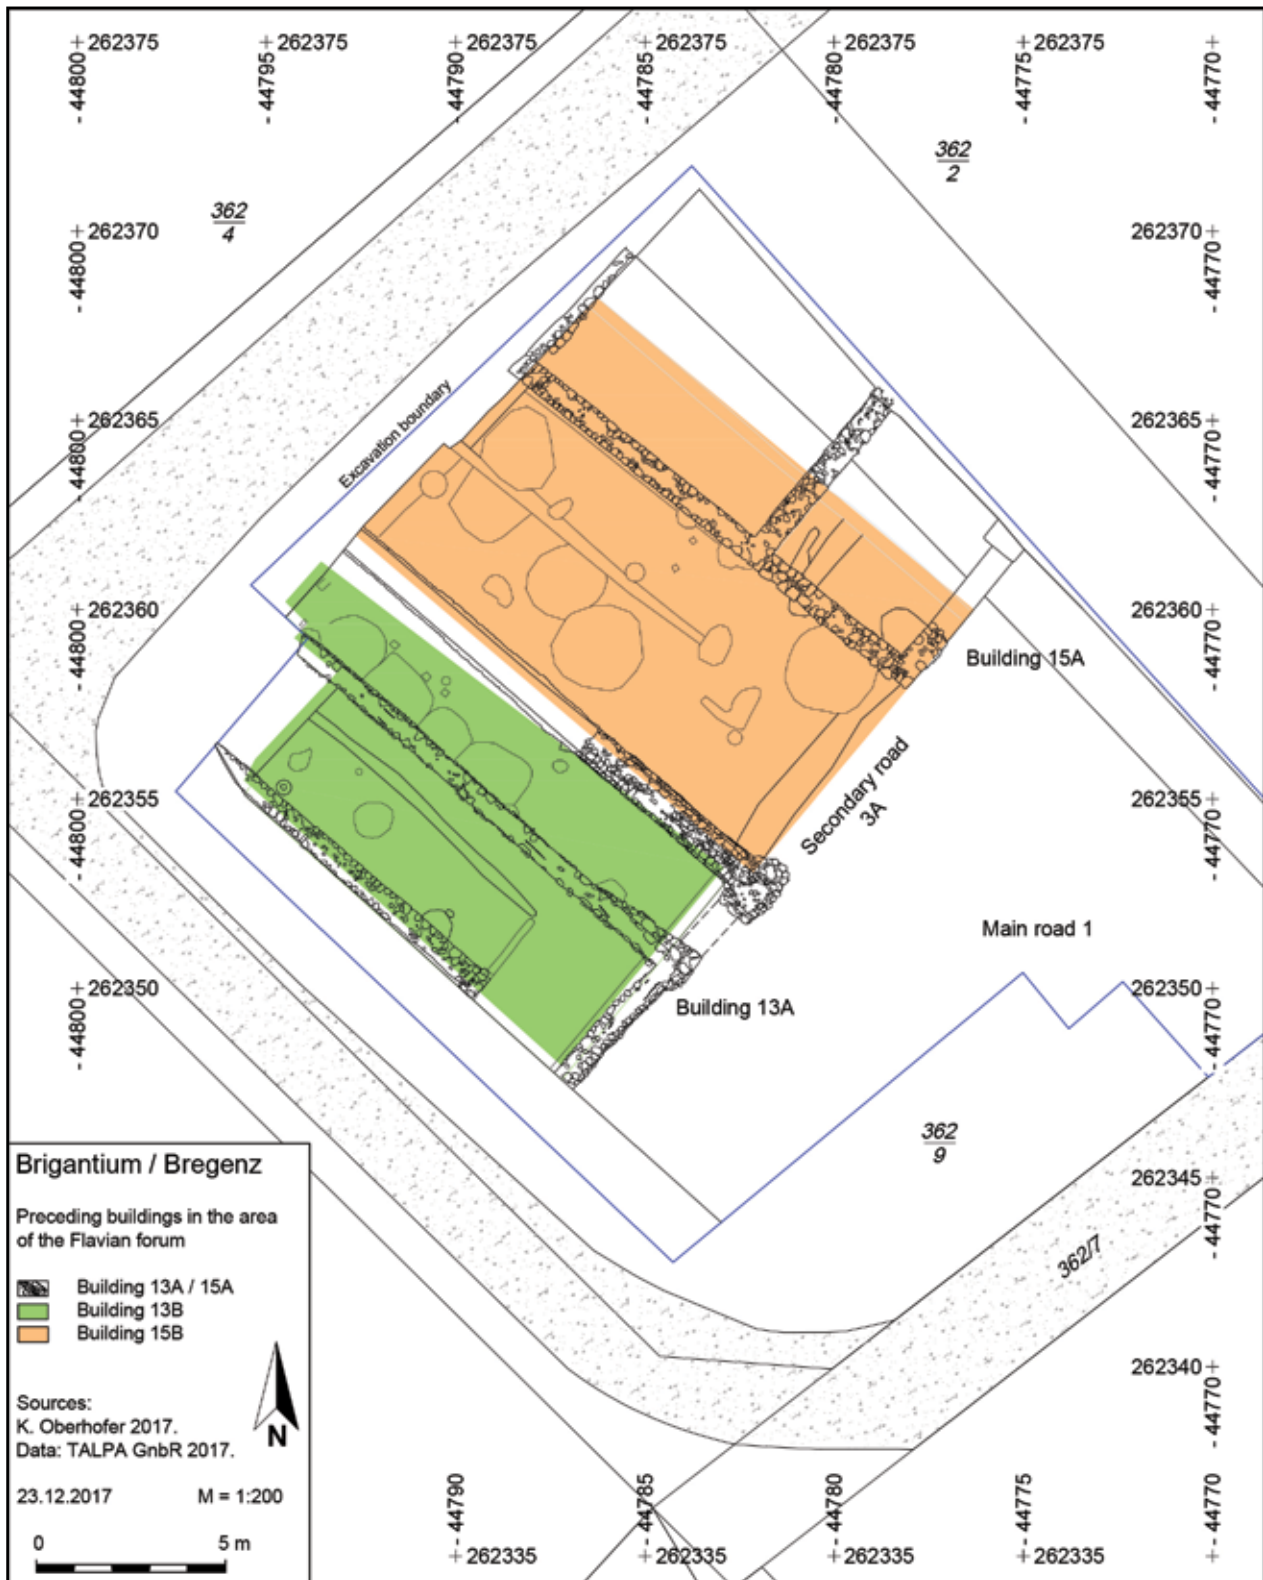 262375
262375
262375
262375
262375
262375
- 44800
- 44795
- 44790
- 44785
- 44780
- 44775
- 44770
362
2
362
4
262370
- 44800
262370
- 44770
Excavation boundary
262365
- 44800
262365
- 44770
262360
- 44800
262360
- 44770
Building 15A
Secondary road
3A
262355
- 44800
262355
- 44770
Main road 1
Building 13A
262350
- 44800
262350
- 44770
362
9
262345
- 44770
362/7
262340
- 44770
Brigantium / Bregenz
Preceding buildings in the area
of the Flavian forum
Building 13A / 15A
Building 13B
Building 15B
Sources:
K. Oberhofer 2017.
Data: TALPA GnbR 2017.
N
23.12.2017 M = 1:200
0 5 m
- 44790
- 44785
- 44780
- 44775
- 44770
262335
262335
262335
262335